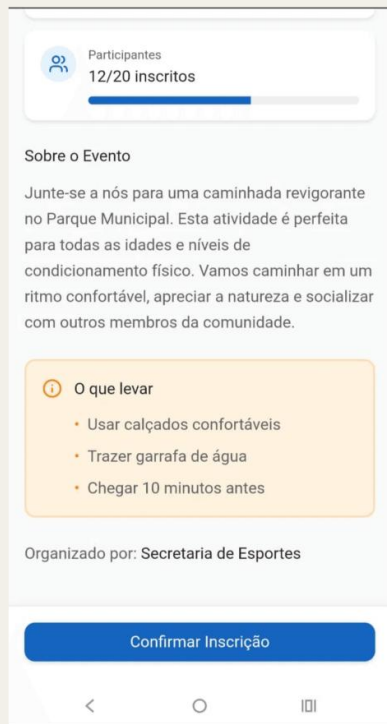 Participantes
12/20 inscritos
Sobre o Evento
Junte-se a nós para uma caminhada revigorante
no Parque Municipal. Esta atividade é perfeita
para todas as idades e níveis de
condicionamento físico. Vamos caminhar em um
ritmo confortável, apreciar a natureza e socializar
com outros membros da comunidade.
O que levar
• Usar calçados confortáveis
• Trazer garrafa de água
• Chegar 10 minutos antes
Organizado por: Secretaria de Esportes
Confirmar Inscrição